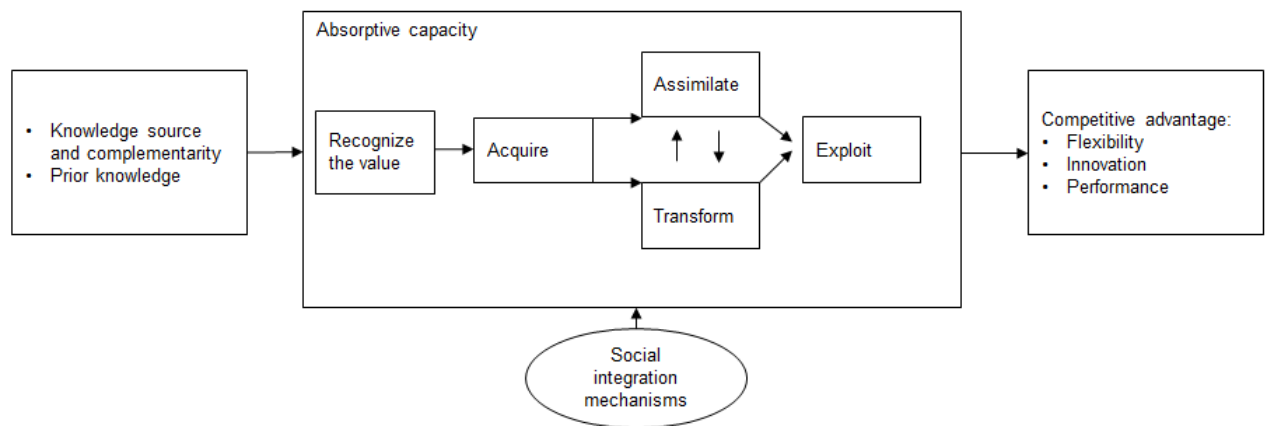 Absorptive capacity
• Knowledge source
and complementarity
• Prior knowledge
Recognize
the value
Acquire
Assimilate
Transform
Exploit
Competitive advantage:
• Flexibility
• Innovation
• Performance
Social
integration
mechanisms